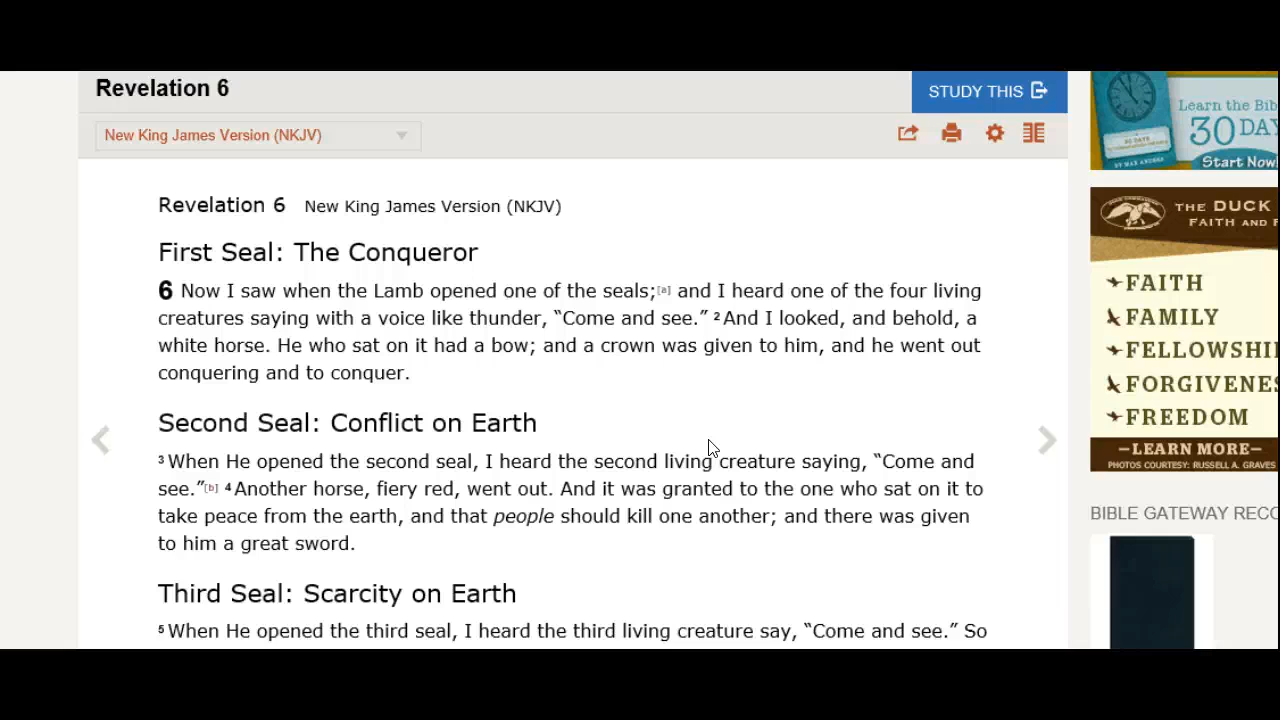 Revelation 6
STUDY THIS
New King James Version (NKJV)
Revelation 6 New King James Version (NKJV)
First Seal: The Conqueror
6 Now I saw when the Lamb opened one of the seals;[a] and I heard one of the four living
creatures saying with a voice like thunder, “Come and see.” 2 And I looked, and behold, a
white horse. He who sat on it had a bow; and a crown was given to him, and he went out
conquering and to conquer.
Second Seal: Conflict on Earth
3 When He opened the second seal, I heard the second living creature saying, “Come and
see.”[b] 4 Another horse, fiery red, went out. And it was granted to the one who sat on it to
take peace from the earth, and that people should kill one another; and there was given
to him a great sword.
Third Seal: Scarcity on Earth
5 When He opened the third seal, I heard the third living creature say, “Come and see.” So
Learn the Bib
30 DAY
Start Now!
30 DAYS
BY MAX ANDERS
THE DUCK
FAITH AND F
FAITH
FAMILY
FELLOWSHI
FORGIVENES
FREEDOM
—LEARN MORE—
PHOTOS COURTESY: RUSSELL A. GRAVES
BIBLE GATEWAY RECO